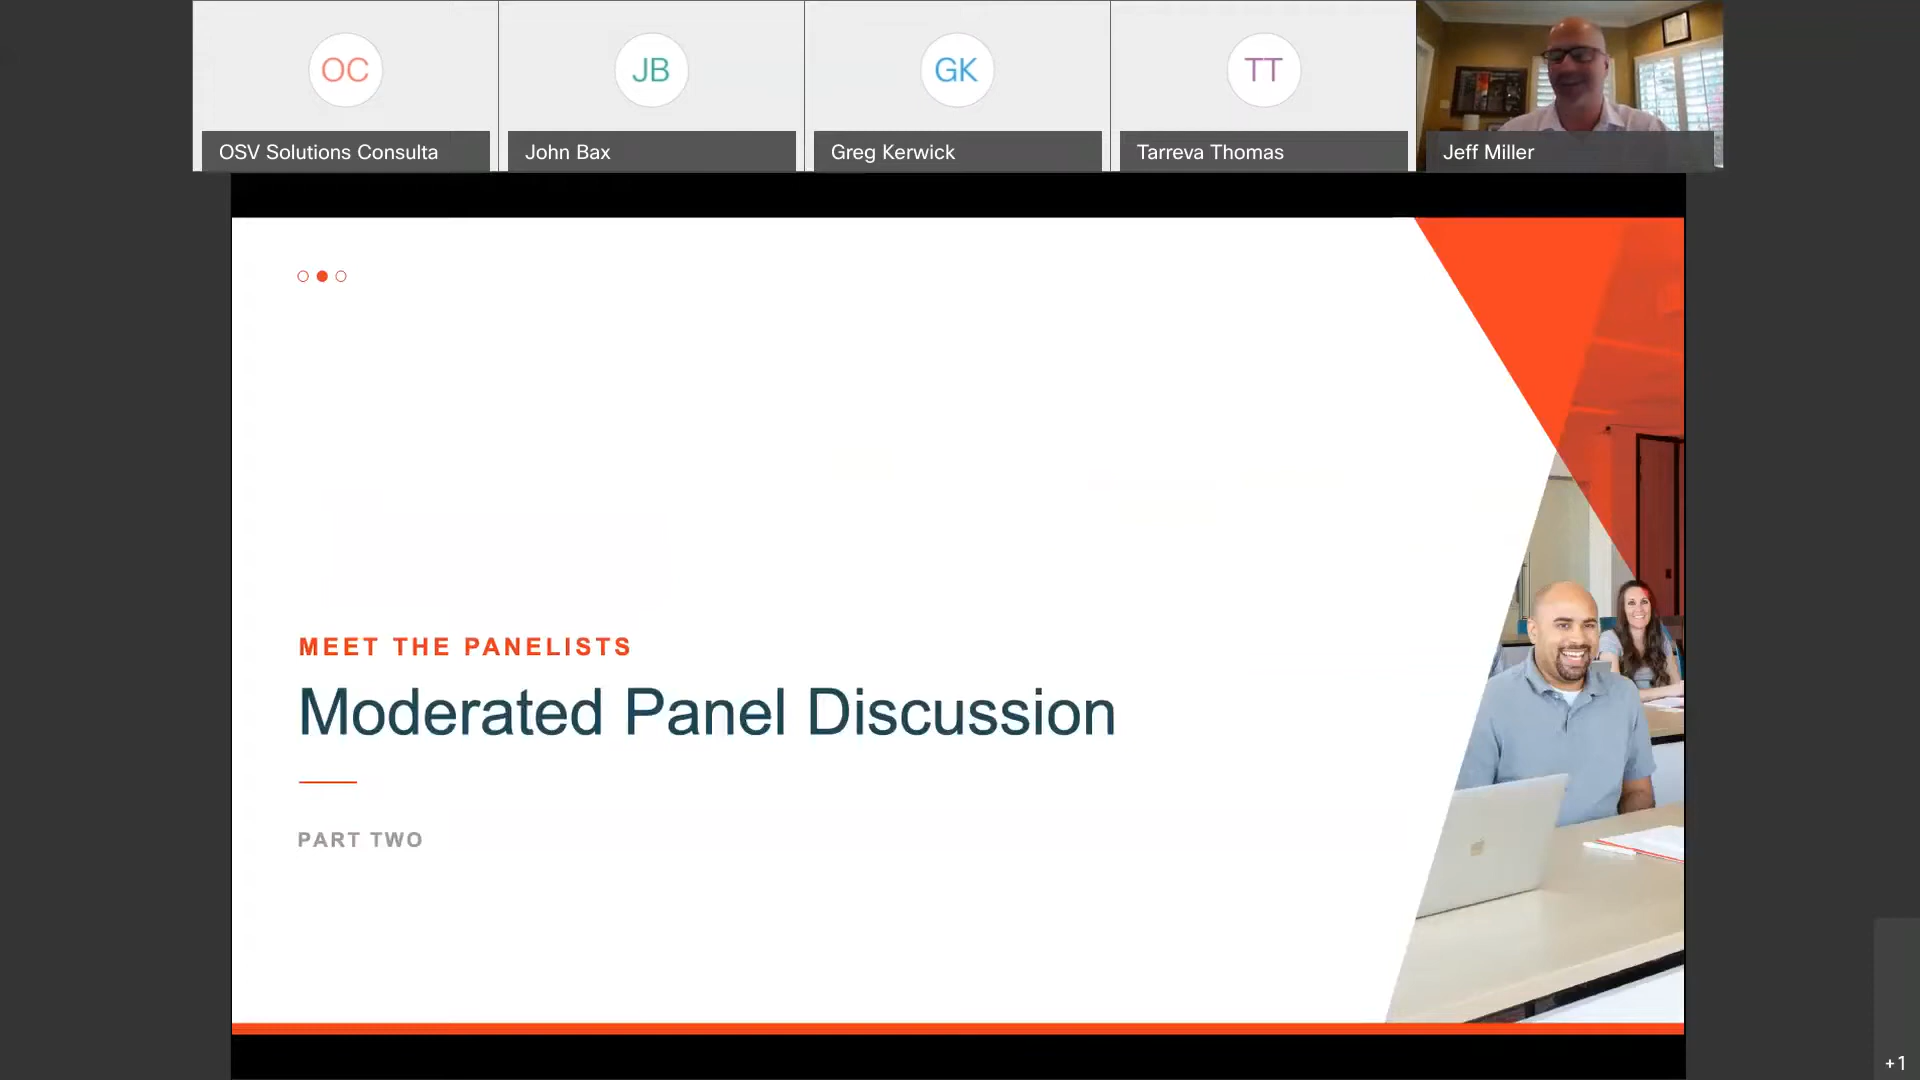 OC
JB
GK
TT
OSV Solutions Consulta
John Bax
Greg Kerwick
Tarreva Thomas
Jeff Miller
MEET THE PANELISTS
Moderated Panel Discussion
PART TWO
+1